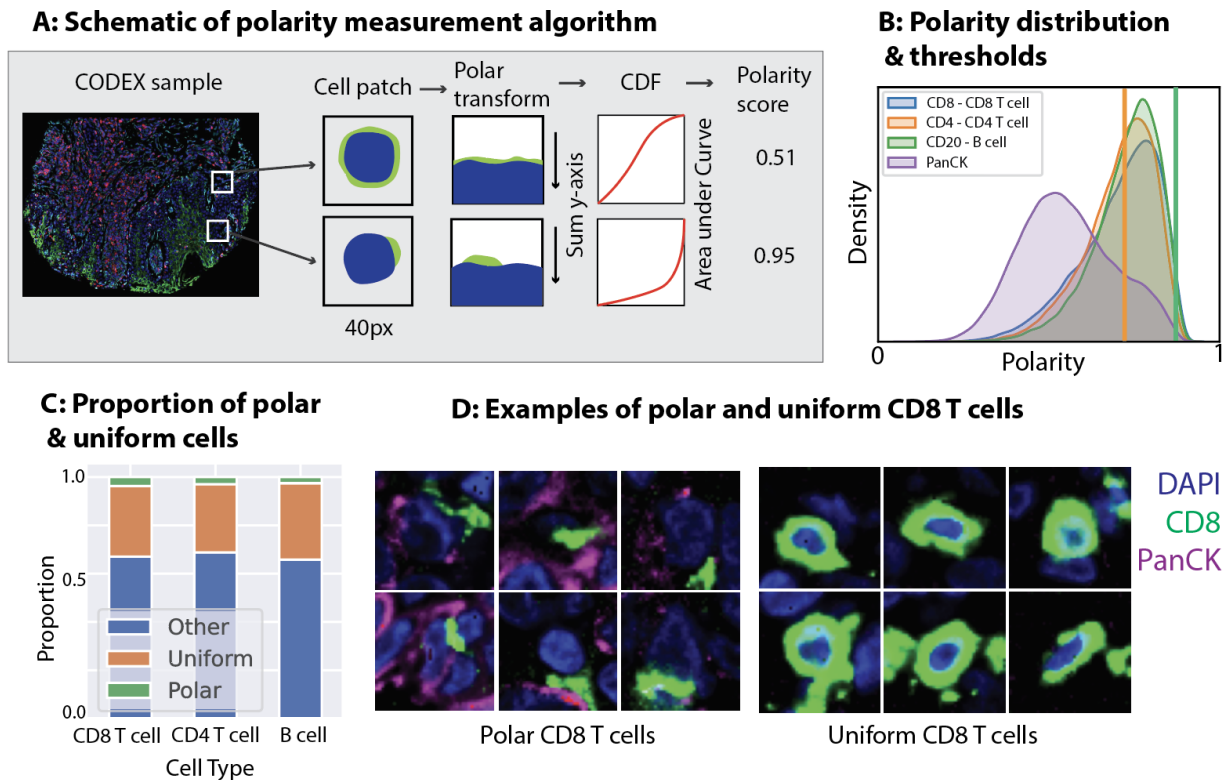 A: Schematic of polarity measurement algorithm
CODEX sample
Cell patch
Polar
transform
CDF
Polarity
score
Sum y-axis
Area under Curve
0.51
0.95
40px
B: Polarity distribution
& thresholds
CD8 - CD8 T cell
CD4 - CD4 T cell
CD20 - B cell
PanCK
Density
0
1
Polarity
C: Proportion of polar
& uniform cells
1.0
0.5
0.0
Proportion
Other
Uniform
Polar
CD8 T cell
CD4 T cell
B cell
Cell Type
D: Examples of polar and uniform CD8 T cells
DAPI
CD8
PanCK
Polar CD8 T cells
Uniform CD8 T cells